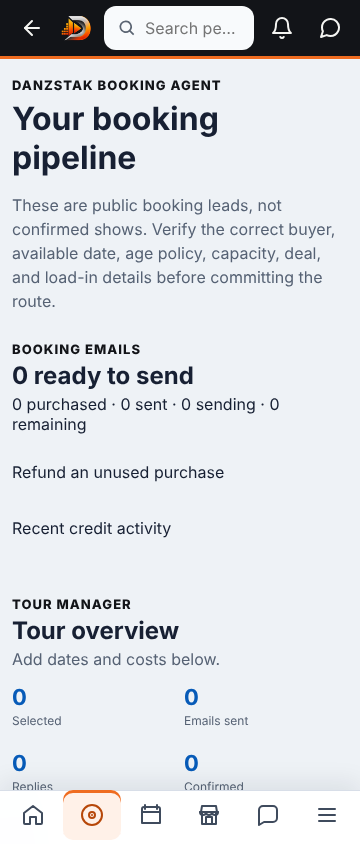 Search pe...
DANZSTAK BOOKING AGENT
Your booking
pipeline
These are public booking leads, not
confirmed shows. Verify the correct buyer,
available date, age policy, capacity, deal,
and load-in details before committing the
route.
BOOKING EMAILS
0 ready to send
0 purchased · 0 sent · 0 sending · 0
remaining
Refund an unused purchase
Recent credit activity
TOUR MANAGER
Tour overview
Add dates and costs below.
0 0
Selected Emails sent
0 0
Replies Confirmed